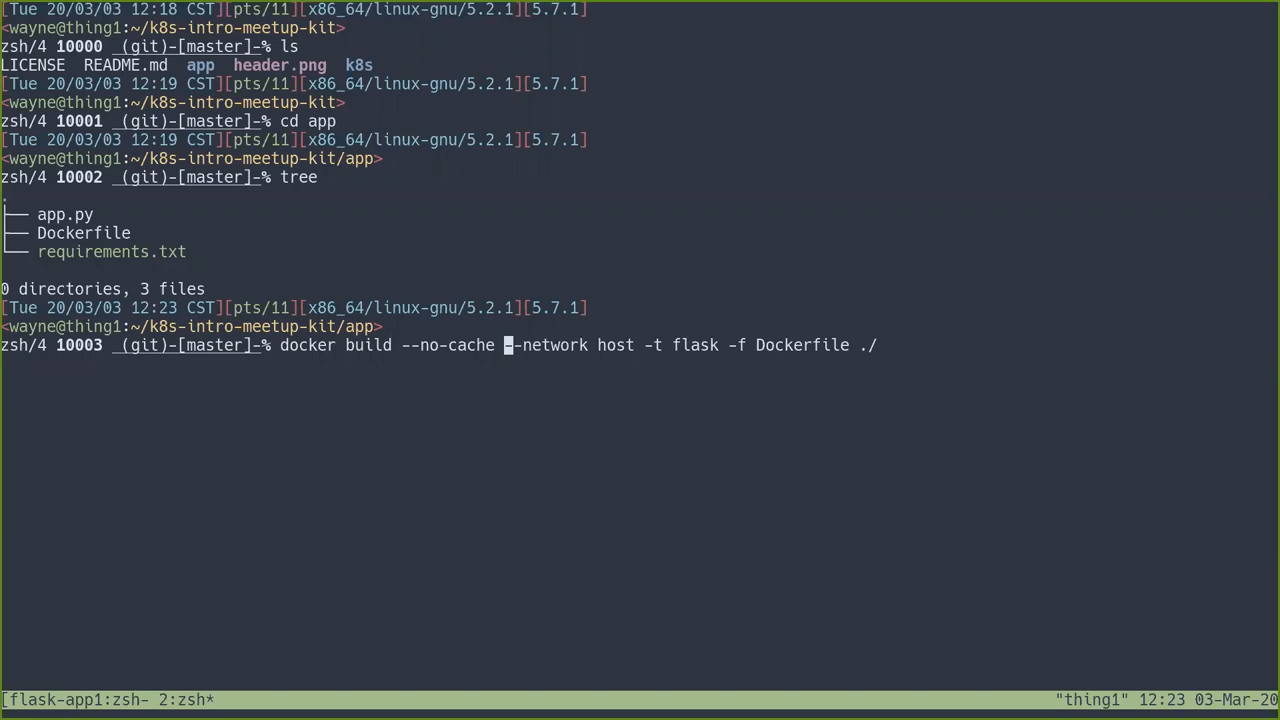 [Tue 20/03/03 12:18 CST][pts/11][x86_64/linux-gnu/5.2.1][5.7.1]
<wayne@thing1:~/k8s-intro-meetup-kit>
zsh/4 10000 _(git)-[master]-% ls
LICENSE README.md app header.png k8s
[Tue 20/03/03 12:19 CST][pts/11][x86_64/linux-gnu/5.2.1][5.7.1]
<wayne@thing1:~/k8s-intro-meetup-kit>
zsh/4 10001 _(git)-[master]-% cd app
[Tue 20/03/03 12:19 CST][pts/11][x86_64/linux-gnu/5.2.1][5.7.1]
<wayne@thing1:~/k8s-intro-meetup-kit/app>
zsh/4 10002 _(git)-[master]-% tree
.
├── app.py
├── Dockerfile
└── requirements.txt
0 directories, 3 files
[Tue 20/03/03 12:23 CST][pts/11][x86_64/linux-gnu/5.2.1][5.7.1]
<wayne@thing1:~/k8s-intro-meetup-kit/app>
zsh/4 10003 _(git)-[master]-% docker build --no-cache --network host -t flask -f Dockerfile ./
[flask-app1:zsh- 2:zsh* "thing1" 12:23 03-Mar-20